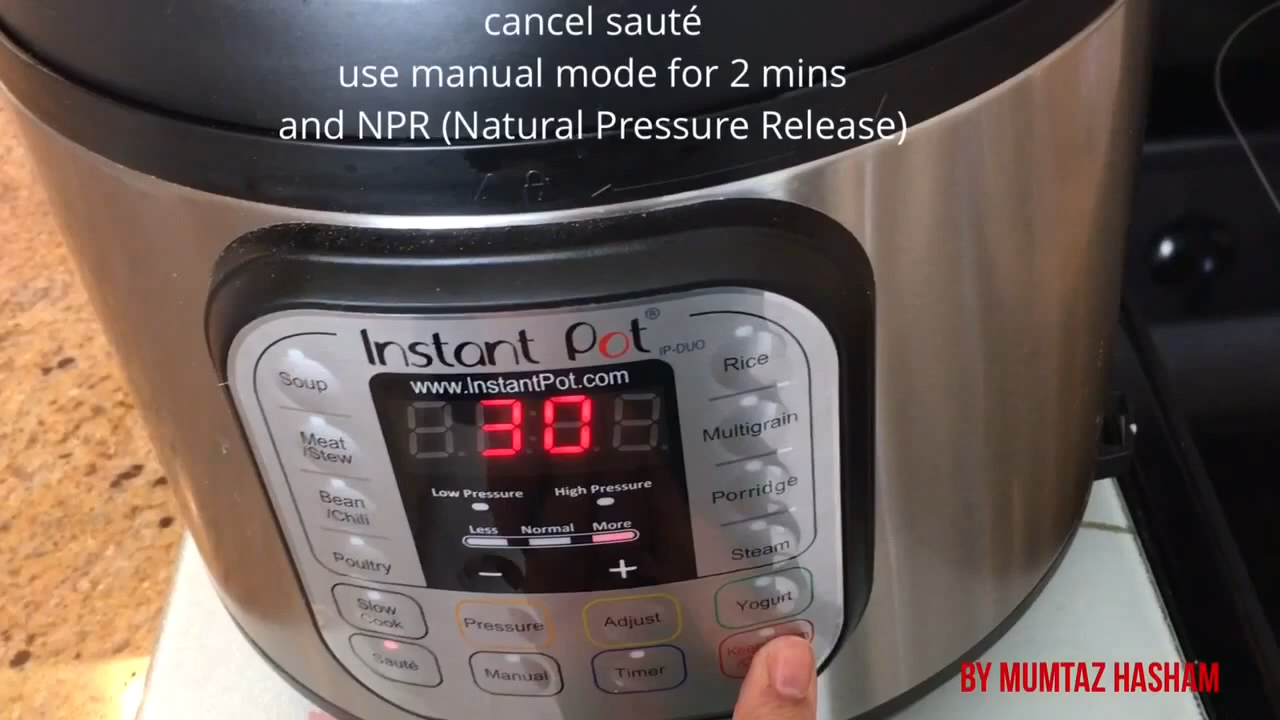 cancel sauté
use manual mode for 2 mins
and NPR (Natural Pressure Release)
Instant Pot®
IP-DUO
www.InstantPot.com
30
Low Pressure
High Pressure
Less
Normal
More
−
+
Soup
Meat
/Stew
Bean
/Chili
Poultry
Slow
Cook
Sauté
Pressure
Manual
Adjust
Timer
Rice
Multigrain
Porridge
Steam
Yogurt
BY MUMTAZ HASHAM